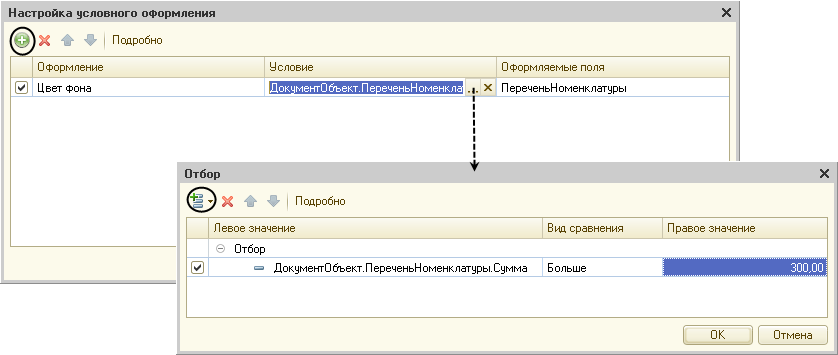 Настройка условного оформления
Подробно
Оформление Условие Оформляемые поля
Цвет фона ДокументОбъект.ПереченьНоменкла ... ПереченьНоменклатуры
Отбор
Подробно
Левое значение Вид сравнения Правое значение
Отбор
ДокументОбъект.ПереченьНоменклатуры.Сумма Больше 300,00
OK Отмена